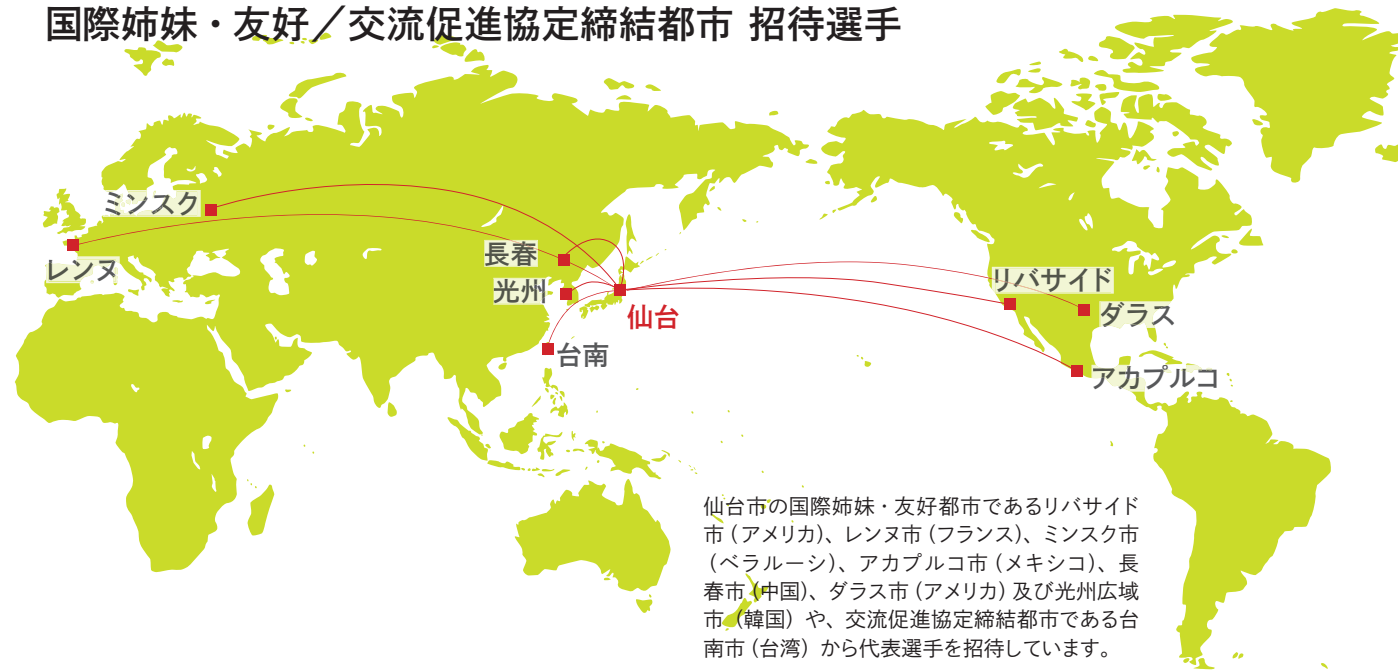 国際姉妹・友好／交流促進協定締結都市 招待選手
ミンスク
レンヌ
長春
光州
仙台
台南
リバサイド
ダラス
アカプルコ
仙台市の国際姉妹・友好都市であるリバサイド
市（アメリカ）、レンヌ市（フランス）、ミンスク市
（ベラルーシ）、アカプルコ市（メキシコ）、長
春市（中国）、ダラス市（アメリカ）及び光州広域
市（韓国）や、交流促進協定締結都市である台
南市（台湾）から代表選手を招待しています。